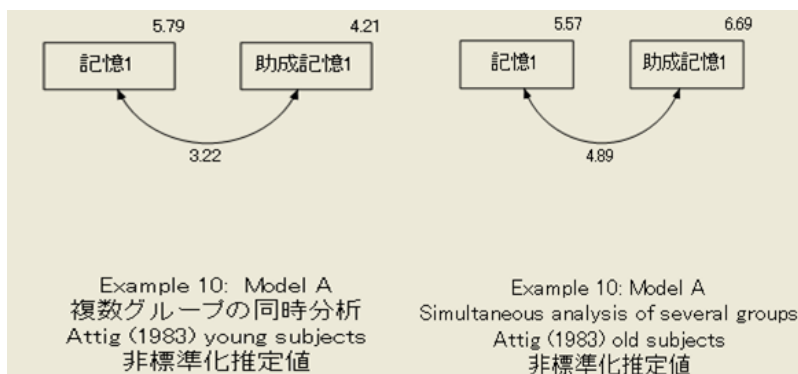 5.79 4.21
記憶1 助成記憶1
3.22
Example 10: Model A
複数グループの同時分析
Attig (1983) young subjects
非標準化推定値
5.57 6.69
記憶1 助成記憶1
4.89
Example 10: Model A
Simultaneous analysis of several groups
Attig (1983) old subjects
非標準化推定値